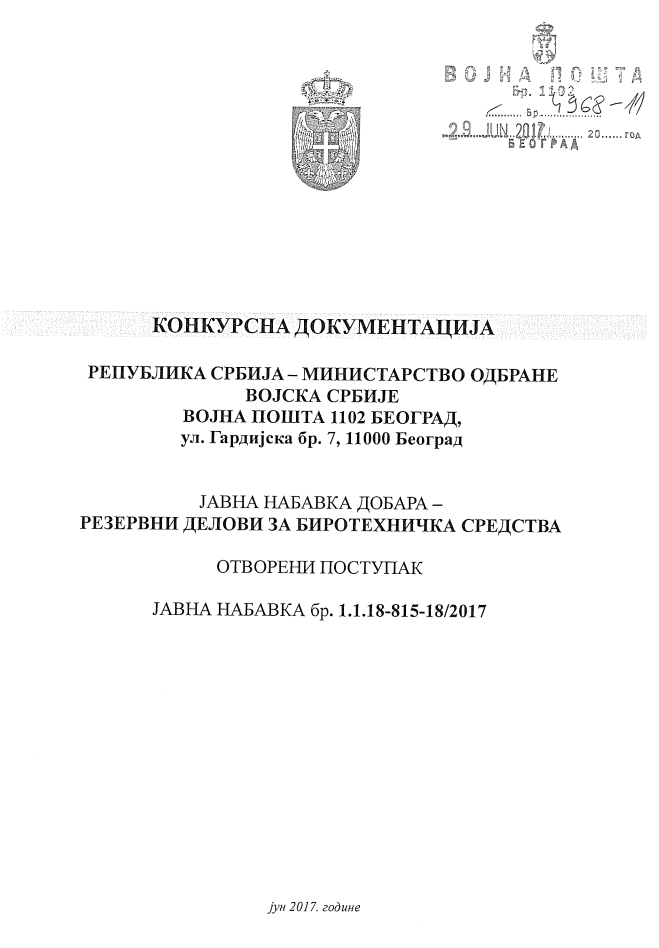 ВОЈНА ПОШТА
Бр. 1102
Бр. 4968-11
29 JUN 2017 20......год
БЕОГРАД
КОНКУРСНА ДОКУМЕНТАЦИЈА
РЕПУБЛИКА СРБИЈА – МИНИСТАРСТВО ОДБРАНЕ
ВОЈСКА СРБИЈЕ
ВОЈНА ПОШТА 1102 БЕОГРАД,
ул. Гардијска бр. 7, 11000 Београд
ЈАВНА НАБАВКА ДОБАРА –
РЕЗЕРВНИ ДЕЛОВИ ЗА БИРОТЕХНИЧКА СРЕДСТВА
ОТВОРЕНИ ПОСТУПАК
ЈАВНА НАБАВКА бр. 1.1.18-815-18/2017
јун 2017. године